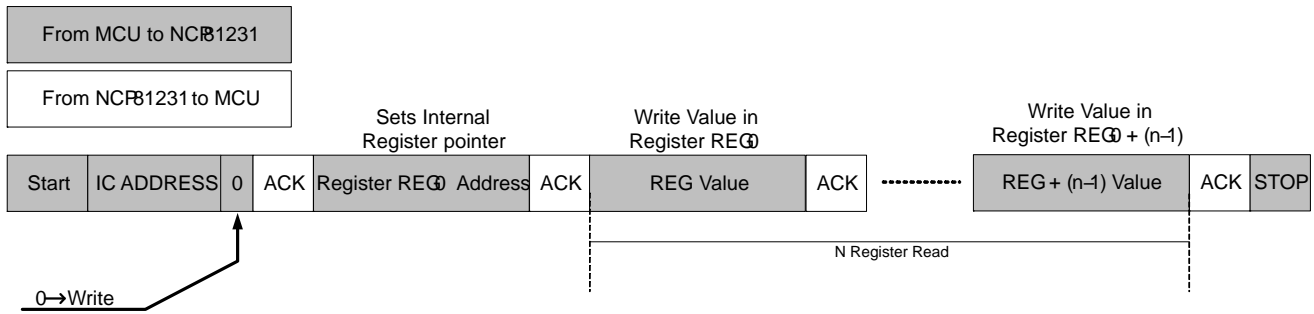 From MCU to NCP81231
From NCP81231 to MCU
Sets Internal
Register pointer
Write Value in
Register REG0
Write Value in
Register REG0 + (n–1)
Start IC ADDRESS 0 ACK Register REG0 Address ACK REG Value ACK REG + (n–1) Value ACK STOP
N Register Read
0→Write